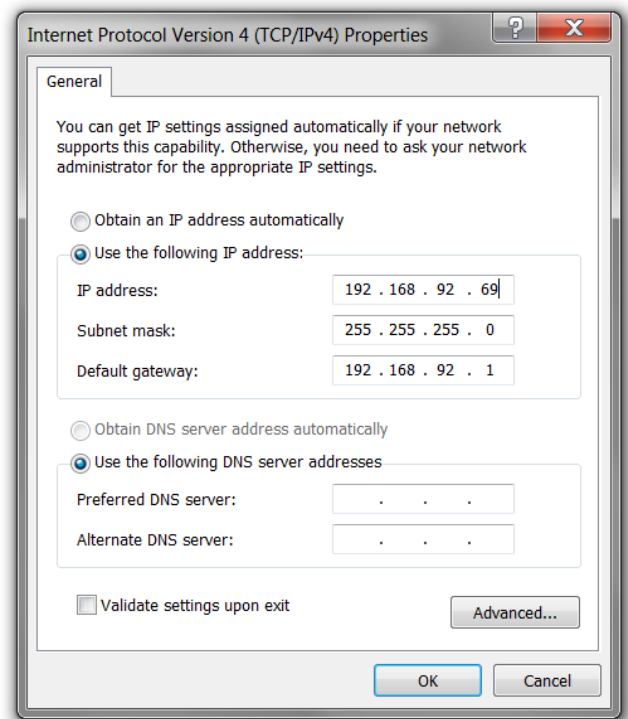 Internet Protocol Version 4 (TCP/IPv4) Properties
?
X
General
You can get IP settings assigned automatically if your network
supports this capability. Otherwise, you need to ask your network
administrator for the appropriate IP settings.
Obtain an IP address automatically
Use the following IP address:
IP address: 192 . 168 . 92 . 69
Subnet mask: 255 . 255 . 255 . 0
Default gateway: 192 . 168 . 92 . 1
Obtain DNS server address automatically
Use the following DNS server addresses
Preferred DNS server: . . .
Alternate DNS server: . . .
Validate settings upon exit
Advanced...
OK Cancel